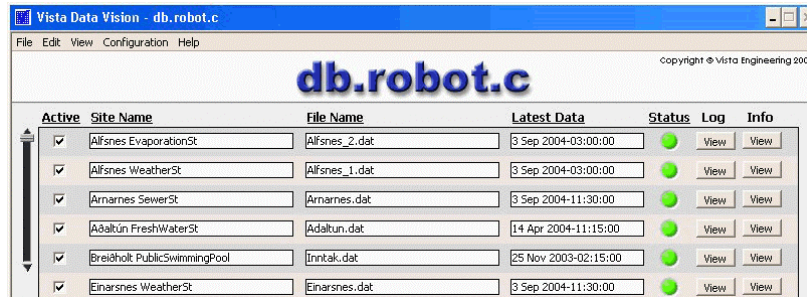 Vista Data Vision - db.robot.c
File Edit View Configuration Help
Copyright © Vista Engineering 200
db.robot.c
Active Site Name File Name Latest Data Status Log Info
Alfsnes EvaporationSt Alfsnes_2.dat 3 Sep 2004-03:00:00 View View
Alfsnes WeatherSt Alfsnes_1.dat 3 Sep 2004-03:00:00 View View
Arnarnes SewerSt Arnarnes.dat 3 Sep 2004-11:30:00 View View
Aðaltún FreshWaterSt Adaltun.dat 14 Apr 2004-11:15:00 View View
Breiðholt PublicSwimmingPool Inntak.dat 25 Nov 2003-02:15:00 View View
Einarsnes WeatherSt Einarsnes.dat 3 Sep 2004-11:30:00 View View